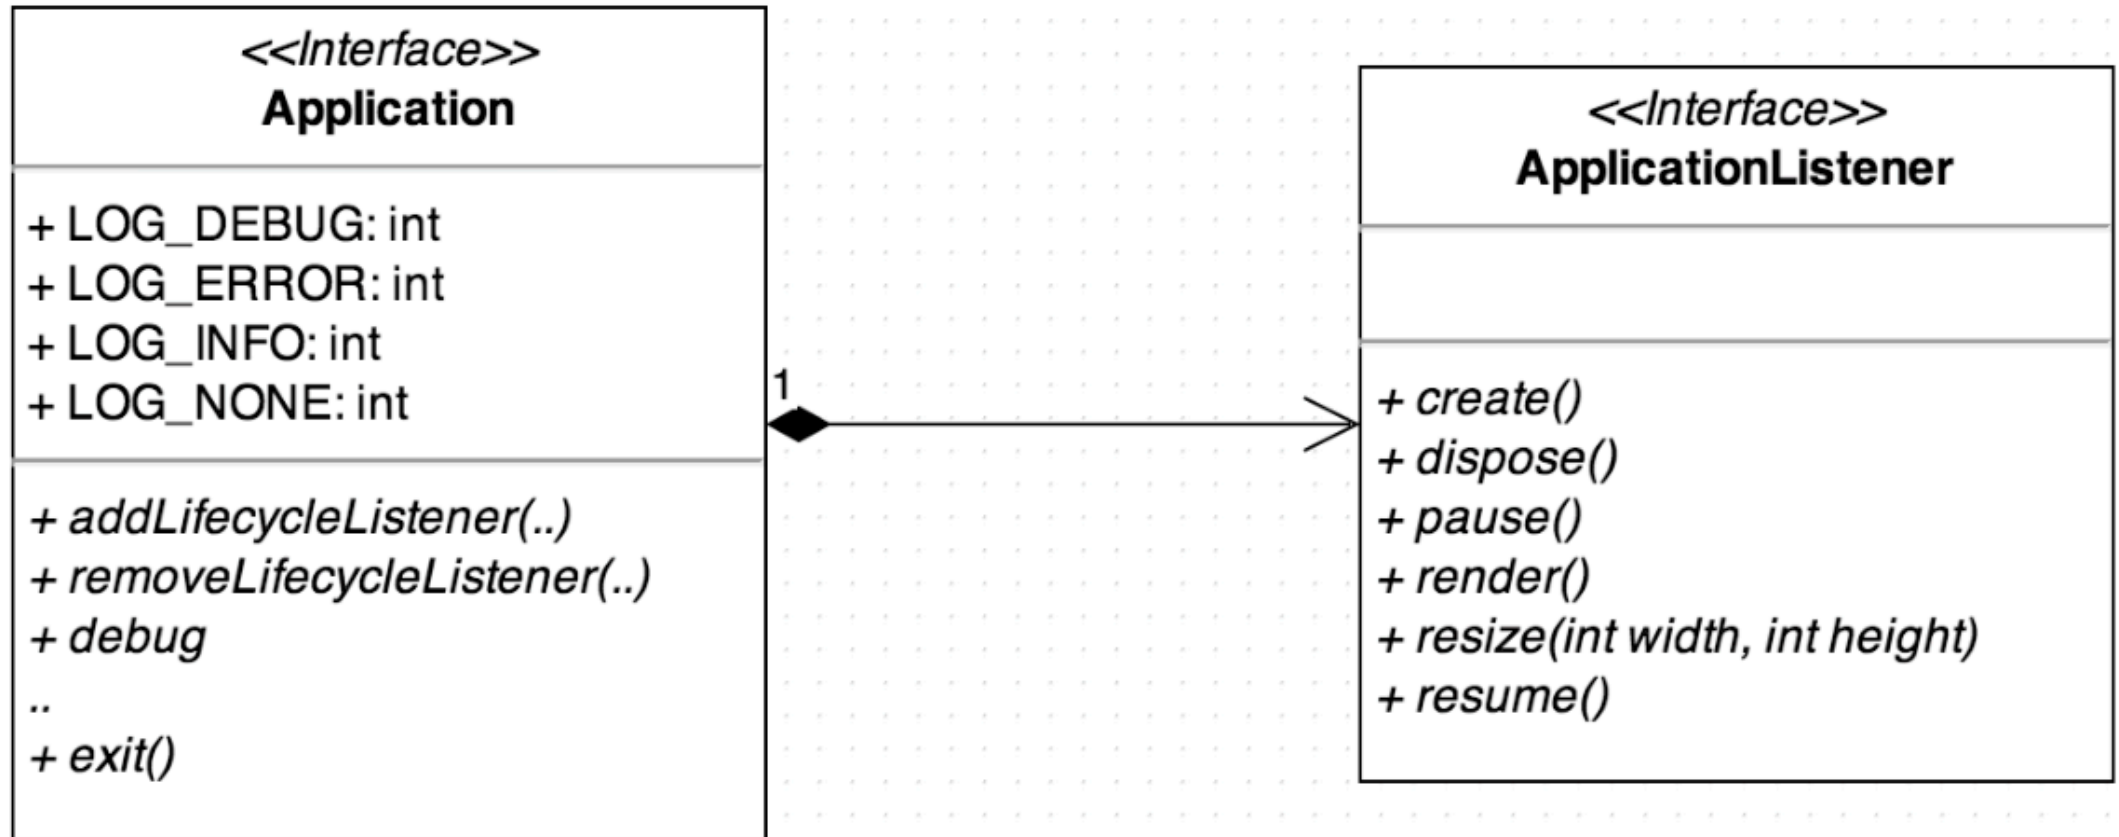 <<Interface>>
Application
+ LOG_DEBUG: int
+ LOG_ERROR: int
+ LOG_INFO: int
+ LOG_NONE: int
+ addLifecycleListener(..)
+ removeLifecycleListener(..)
+ debug
..
+ exit()
1
<<Interface>>
ApplicationListener
+ create()
+ dispose()
+ pause()
+ render()
+ resize(int width, int height)
+ resume()